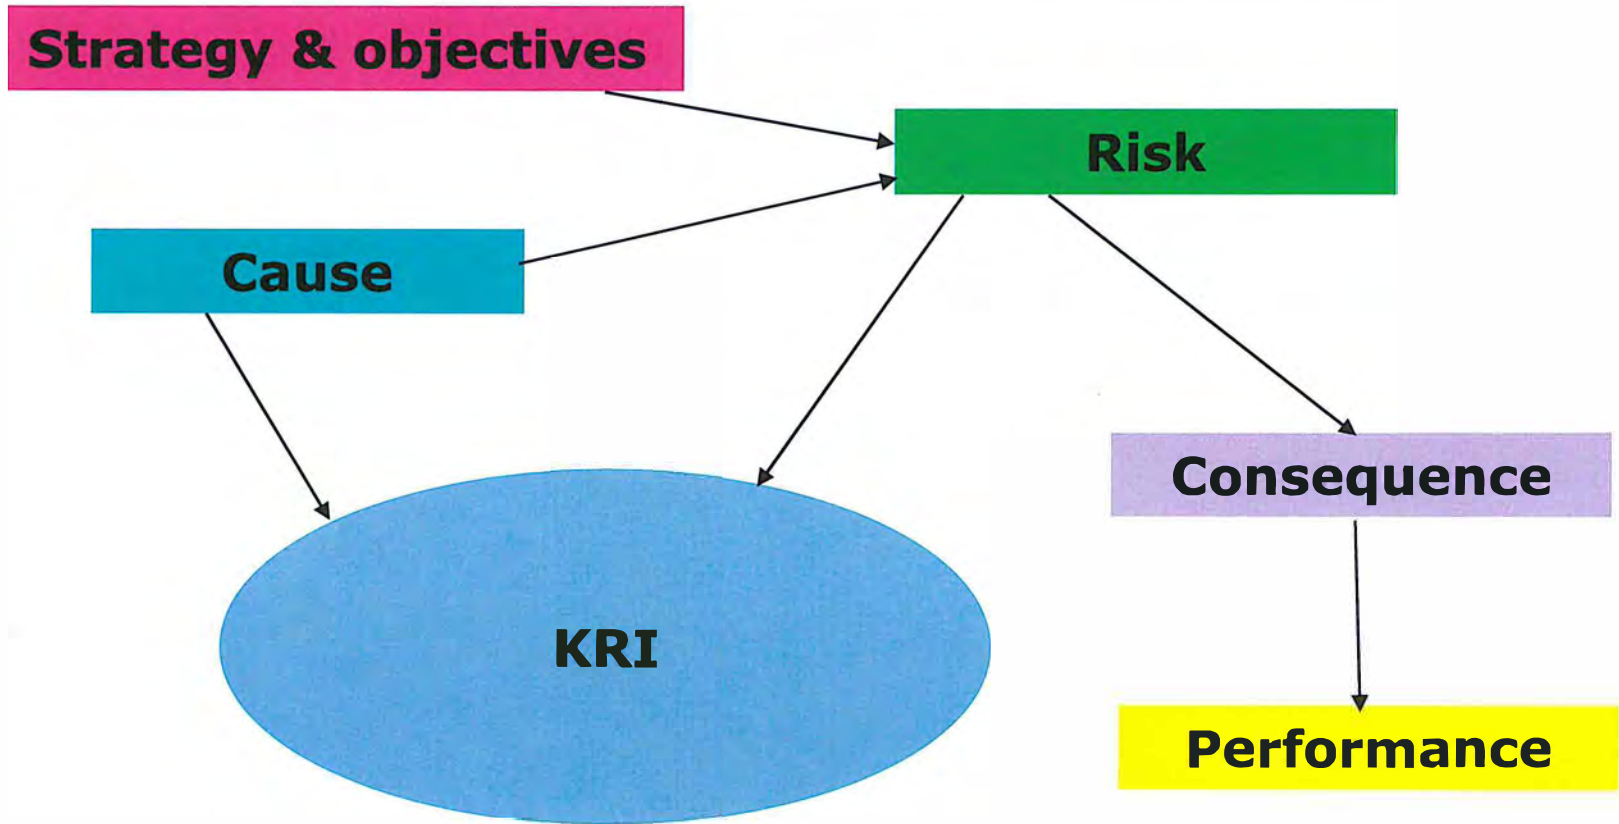 Strategy & objectives
Risk
Cause
Consequence
KRI
Performance